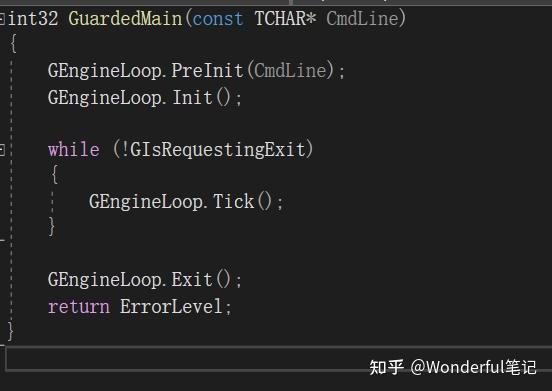 int32 GuardedMain(const TCHAR* CmdLine)
{
    GEngineLoop.PreInit(CmdLine);
    GEngineLoop.Init();

    while (!GIsRequestingExit)
    {
        GEngineLoop.Tick();
    }

    GEngineLoop.Exit();
    return ErrorLevel;
}
知乎 @Wonderful笔记